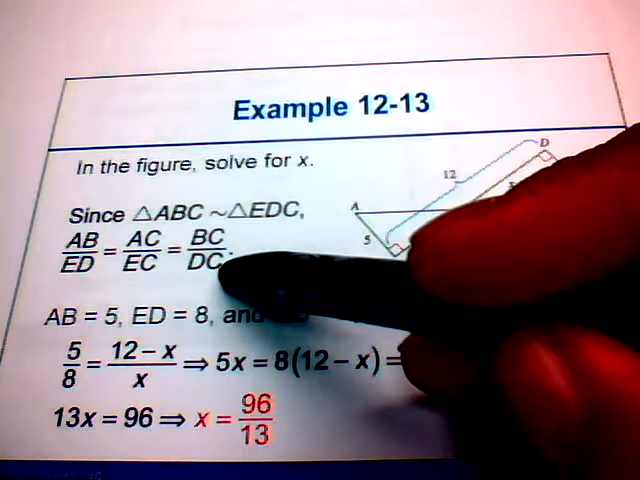 Example 12-13
In the figure, solve for x.
12
D
Since △ABC ~△EDC,
A
AB/ED = AC/EC = BC/DC.
5
AB = 5, ED = 8, and
5/8 = 12 − x/x ⇒ 5x = 8(12 − x) =
13x = 96 ⇒ x = 96/13